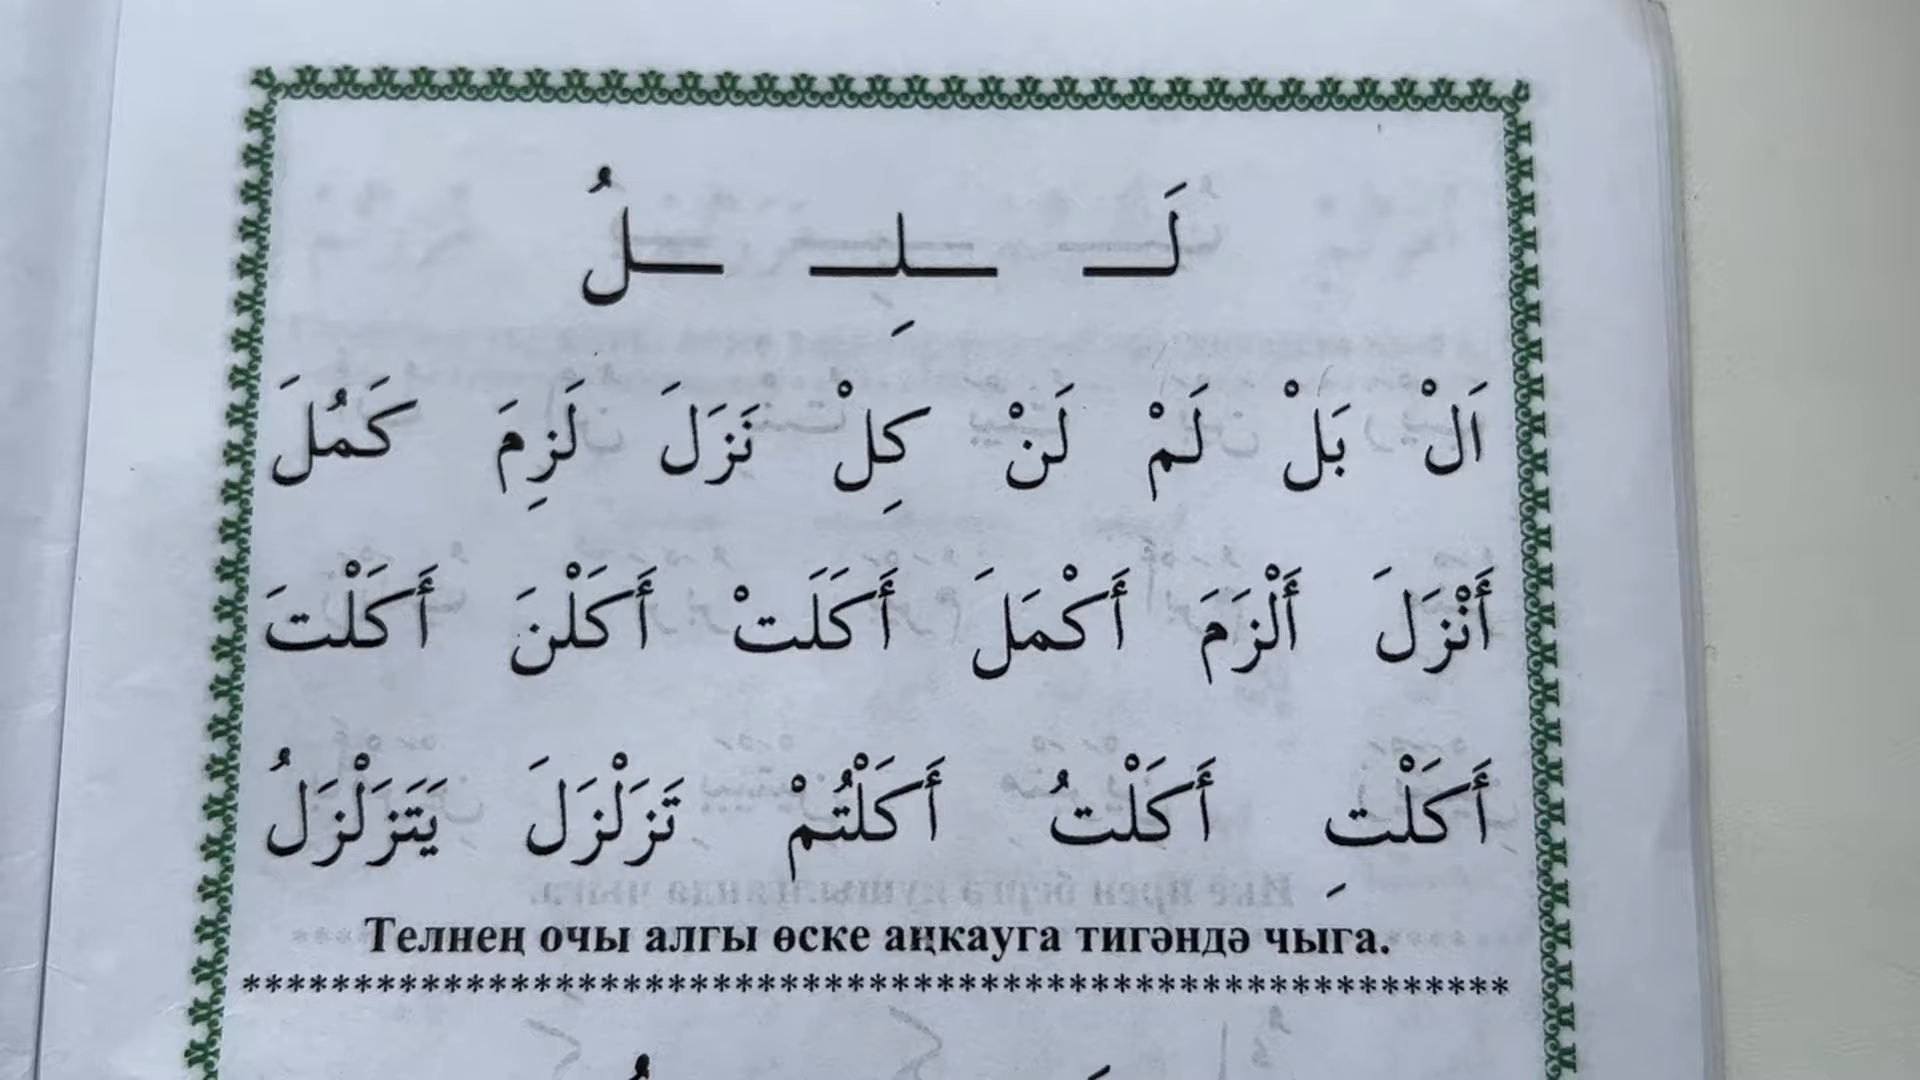 لَـ ـلِـ ـلُ
اَلْ بَلْ لَمْ لَنْ كِلْ نَزَلَ لَزِمَ كَمُلَ
أَنْزَلَ أَلْزَمَ أَكْمَلَ أَكَلَتْ أَكَلْنَ أَكَلْتَ
أَكَلْتِ أَكَلْتُ أَكَلْتُمْ تَزَلْزَلَ يَتَزَلْزَلُ
Телнең очы алгы өске аңкауга тигәндә чыга.
****************************************************